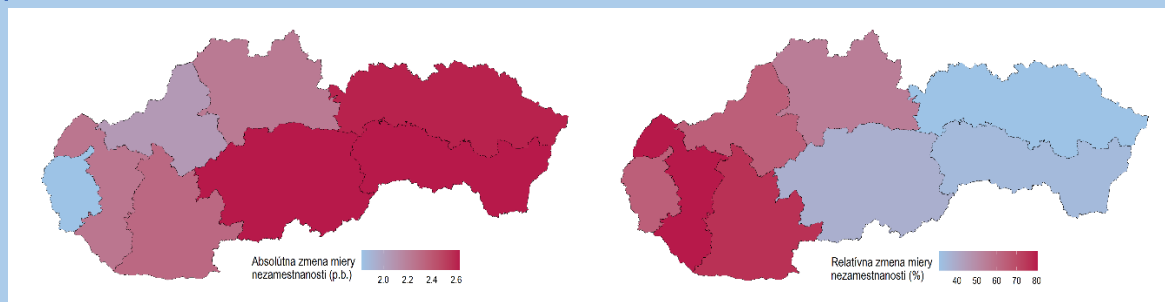 Absolútna zmena miery
nezamestnanosti (p.b.)
2.0 2.2 2.4 2.6
Relatívna zmena miery
nezamestnanosti (%)
40 50 60 70 80